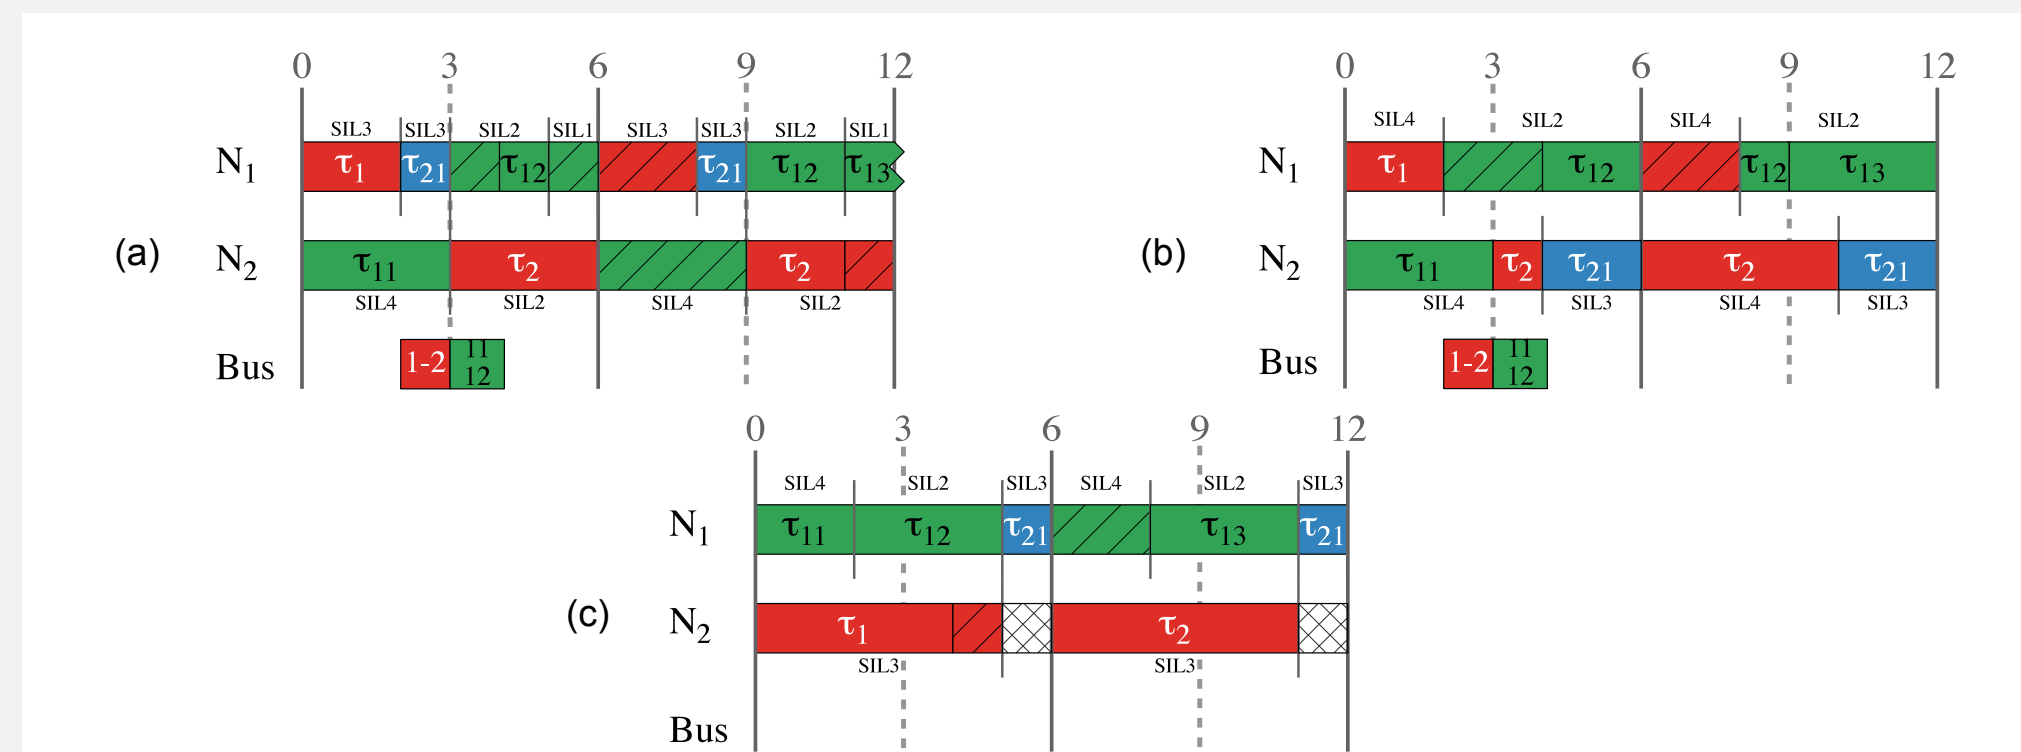 0 3 6 9 12
SIL3 SIL3 SIL2 SIL1 SIL3 SIL3 SIL2 SIL1
N1 τ1 τ21 τ12 τ21 τ12 τ13
(a)
N2 τ11 τ2 τ2
SIL4 SIL2 SIL4 SIL2
Bus 1-2 11 12
0 3 6 9 12
SIL4 SIL2 SIL4 SIL2
N1 τ1 τ12 τ12 τ13
(b)
N2 τ11 τ2 τ21 τ2 τ21
SIL4 SIL3 SIL4 SIL3
Bus 1-2 11 12
0 3 6 9 12
SIL4 SIL2 SIL3 SIL4 SIL2 SIL3
N1 τ11 τ12 τ21 τ13 τ21
(c)
N2 τ1 τ2
SIL3 SIL3
Bus